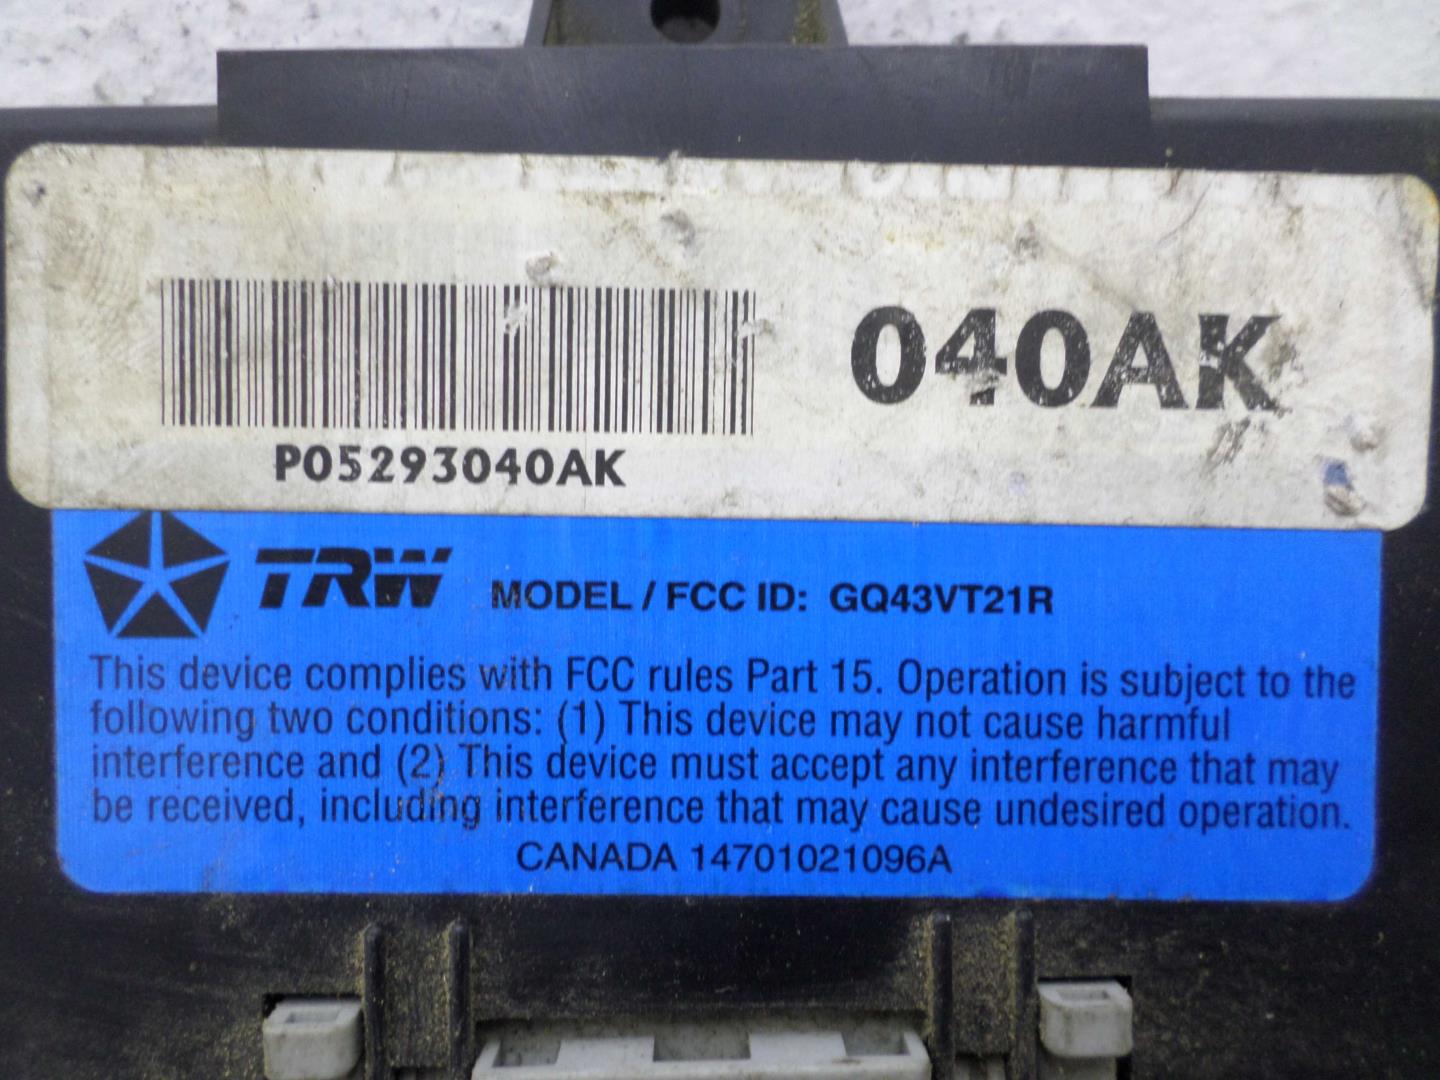 040AK
P05293040AK
TRW MODEL / FCC ID: GQ43VT21R
This device complies with FCC rules Part 15. Operation is subject to the
following two conditions: (1) This device may not cause harmful
interference and (2) This device must accept any interference that may
be received, including interference that may cause undesired operation.
CANADA 14701021096A